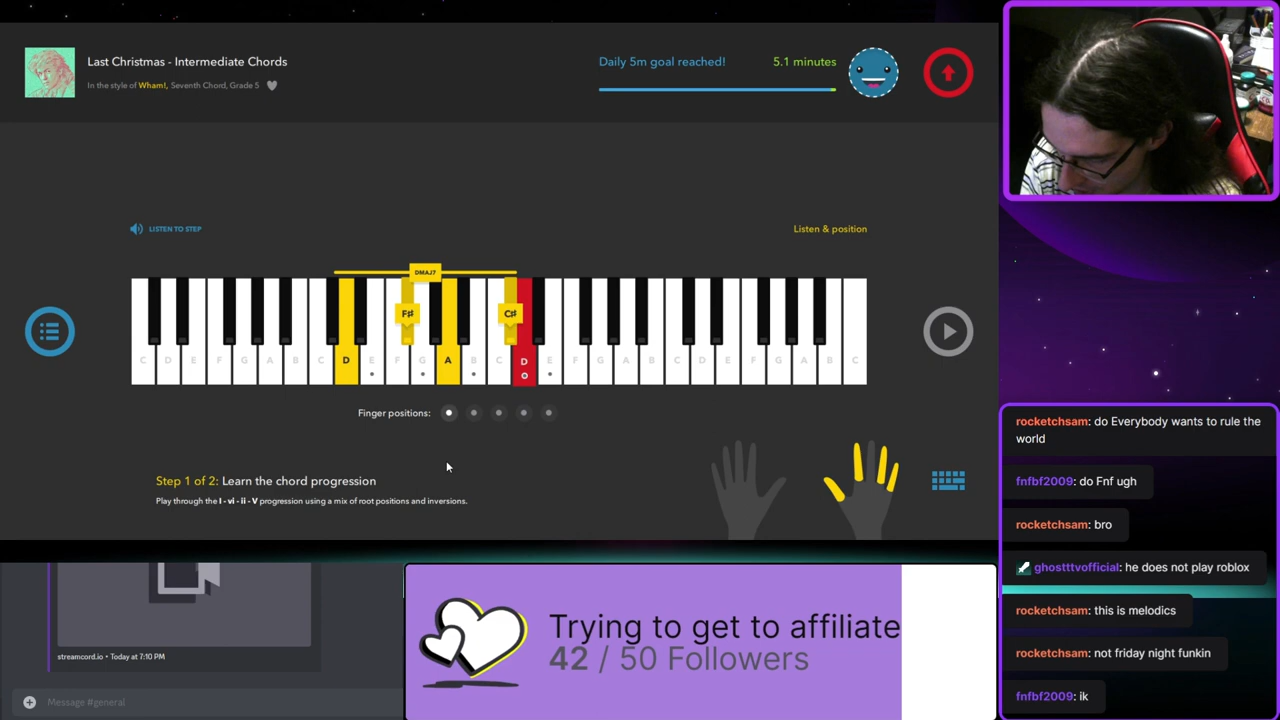 Last Christmas - Intermediate Chords
In the style of Wham!, Seventh Chord, Grade 5
Daily 5m goal reached!
5.1 minutes
LISTEN TO STEP
Listen & position
DMAJ7
F# C#
C D E F G A B C D E F G A B C D E F G A B C D E F G A B C
Finger positions:
Step 1 of 2: Learn the chord progression
Play through the I - vi - ii - V progression using a mix of root positions and inversions.
streamcord.io • Today at 7:10 PM
Message #general
Trying to get to affiliate
42 / 50 Followers
rocketchsam: do Everybody wants to rule the
world
fnfbf2009: do Fnf ugh
rocketchsam: bro
ghostttvofficial: he does not play roblox
rocketchsam: this is melodics
rocketchsam: not friday night funkin
fnfbf2009: ik